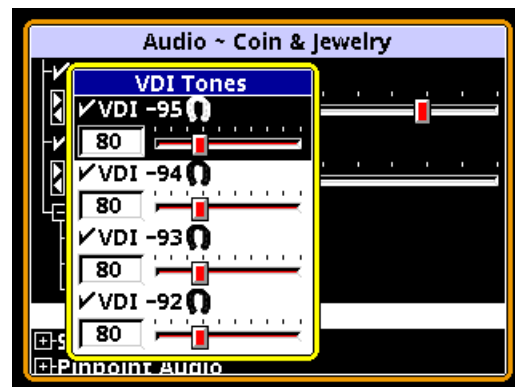 Audio ~ Coin & Jewelry
VDI Tones
VDI -95
80
VDI -94
80
VDI -93
80
VDI -92
80
Pinpoint Audio